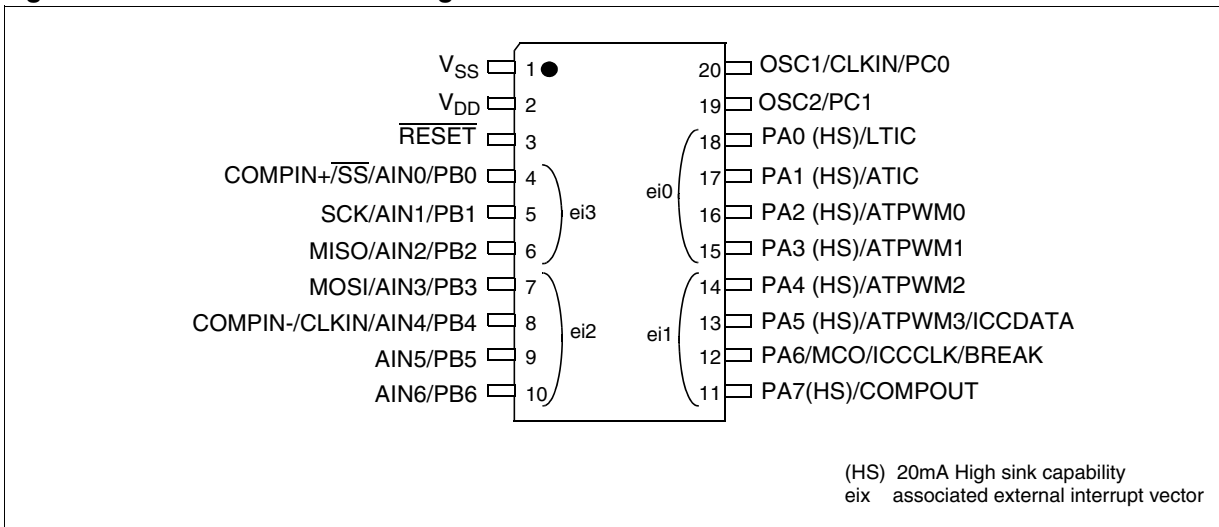 V_SS 1 20 OSC1/CLKIN/PC0
V_DD 2 19 OSC2/PC1
RESET 3 18 PA0 (HS)/LTIC
COMPIN+/SS/AIN0/PB0 4 17 PA1 (HS)/ATIC
ei0
SCK/AIN1/PB1 5 ei3 16 PA2 (HS)/ATPWM0
MISO/AIN2/PB2 6 15 PA3 (HS)/ATPWM1
MOSI/AIN3/PB3 7 14 PA4 (HS)/ATPWM2
COMPIN-/CLKIN/AIN4/PB4 8 13 PA5 (HS)/ATPWM3/ICCDATA
ei2 ei1
AIN5/PB5 9 12 PA6/MCO/ICCCLK/BREAK
AIN6/PB6 10 11 PA7(HS)/COMPOUT
(HS) 20mA High sink capability
eix associated external interrupt vector